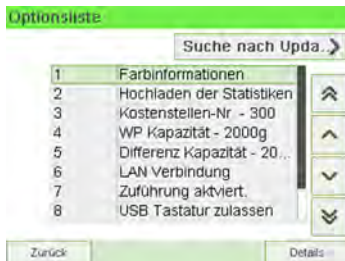 Optionsliste
Suche nach Upda..
1 Farbinformationen
2 Hochladen der Statistiken
3 Kostenstellen-Nr - 300
4 WP Kapazität - 2000g
5 Differenz Kapazität - 20...
6 LAN Verbindung
7 Zuführung aktviert.
8 USB Tastatur zulassen
Zurück Details